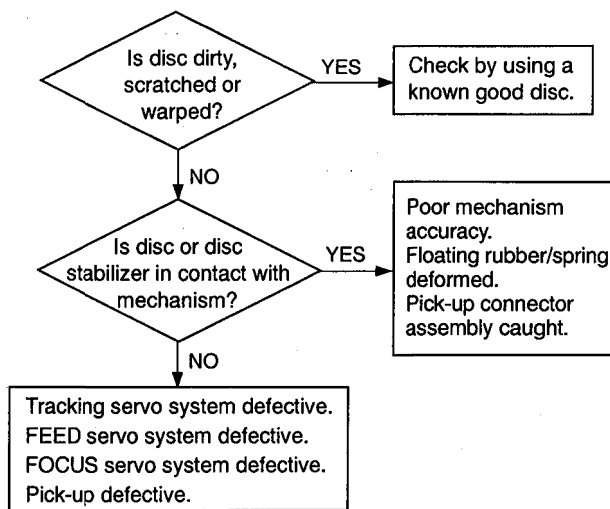 Is disc dirty,
scratched or
warped?
YES
Check by using a
known good disc.
NO
Is disc or disc
stabilizer in contact with
mechanism?
YES
Poor mechanism
accuracy.
Floating rubber/spring
deformed.
Pick-up connector
assembly caught.
NO
Tracking servo system defective.
FEED servo system defective.
FOCUS servo system defective.
Pick-up defective.